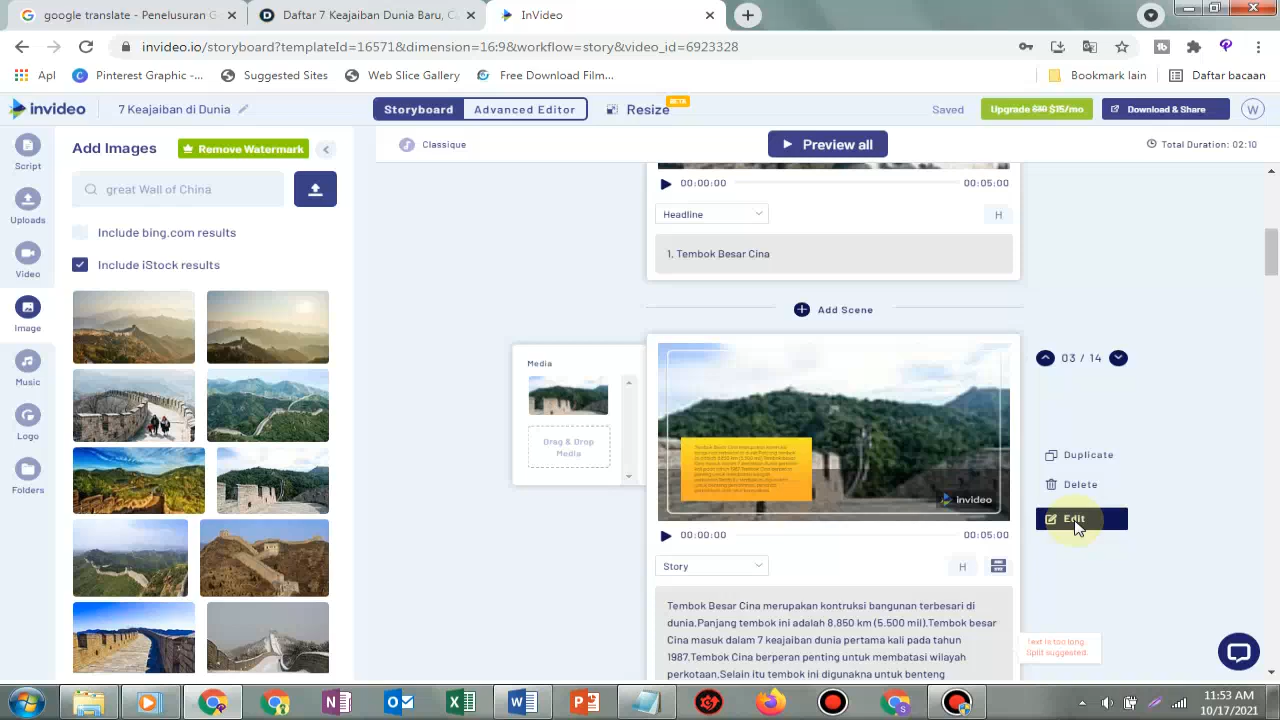 google translate - Penelusuran G
Daftar 7 Keajaiban Dunia Baru, C
InVideo
invideo.io/storyboard?templateId=16571&dimension=16:9&workflow=story&video_id=6923328
Apl
Pinterest Graphic -...
Suggested Sites
Web Slice Gallery
Free Download Film,...
Bookmark lain
Daftar bacaan
invideo
7 Keajaiban di Dunia
Storyboard
Advanced Editor
Resize
BETA
Saved
Upgrade $30 $15/mo
Download & Share
W
Script
Uploads
Video
Image
Music
Logo
Folders
Add Images
Remove Watermark
great Wall of China
Include bing.com results
Include iStock results
Classique
Preview all
Total Duration: 02:10
00:00:00
00:05:00
Headline
H
1. Tembok Besar Cina
Add Scene
Media
Drag & Drop
Media
invideo
03 / 14
Duplicate
Delete
Edit
00:00:00
00:05:00
Story
H
Tembok Besar Cina merupakan kontruksi bangunan terbesari di
dunia,Panjang tembok ini adalah 8.850 km (5.500 mil).Tembok besar
Cina masuk dalam 7 keajaiban dunia pertama kali pada tahun
1987,Tembok Cina berperan penting untuk membatasi wilayah
perkotaan,Selain itu tembok ini digunakna untuk benteng
Text is too long.
Split suggested.
11:53 AM
10/17/2021